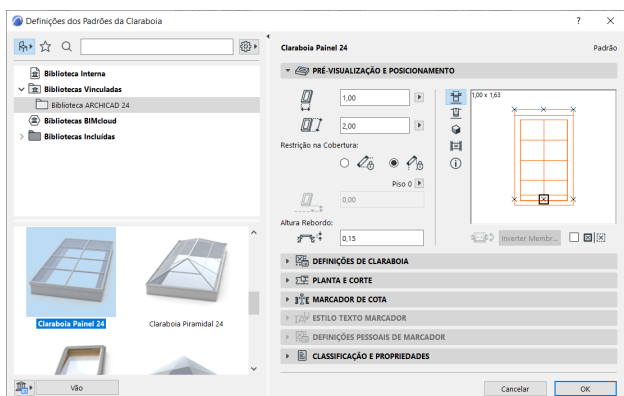 Definições dos Padrões da Claraboia
Biblioteca Interna
Bibliotecas Vinculadas
Biblioteca ARCHICAD 24
Bibliotecas BIMcloud
Bibliotecas Incluídas
Claraboia Painel 24
Claraboia Piramidal 24
Vão
Claraboia Painel 24
Padrão
PRÉ-VISUALIZAÇÃO E POSICIONAMENTO
1,00
2,00
Restrição na Cobertura:
Piso 0
0,00
Altura Rebordo:
0,15
1,00 x 1,63
Inverter Membr...
DEFINIÇÕES DE CLARABOIA
PLANTA E CORTE
MARCADOR DE COTA
ESTILO TEXTO MARCADOR
DEFINIÇÕES PESSOAIS DE MARCADOR
CLASSIFICAÇÃO E PROPRIEDADES
Cancelar
OK